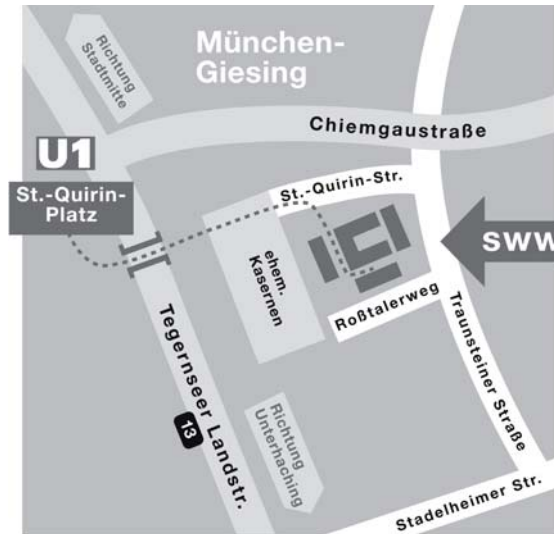 München-
Giesing
Richtung
Stadtmitte
Chiemgaustraße
U1
St.-Quirin-
Platz
St.-Quirin-Str.
SWW
ehem.
Kasernen
Roßtalerweg
Tegernseer Landstr.
Traunsteiner Straße
13
Richtung
Unterhaching
Stadelheimer Str.